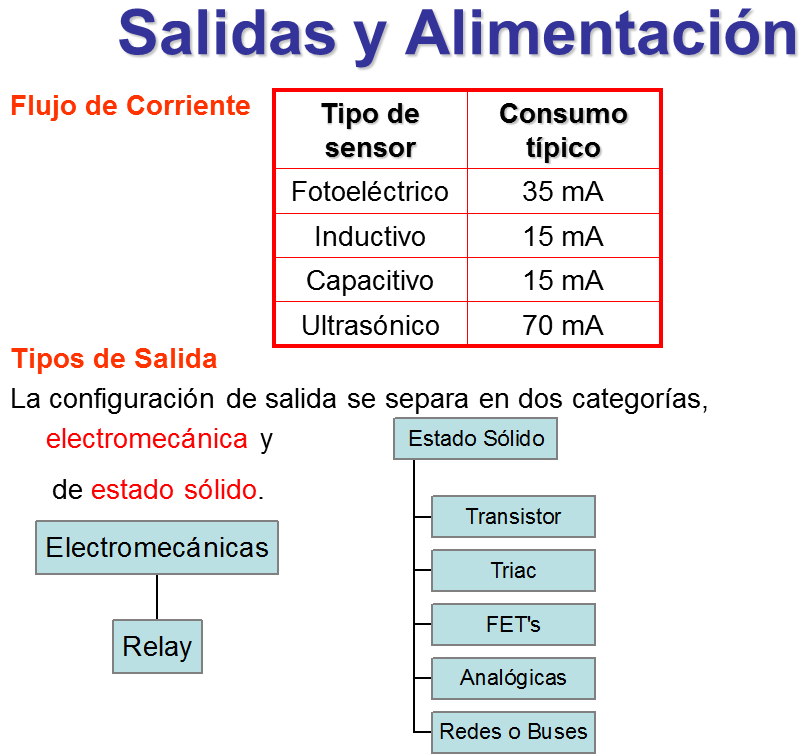 Salidas y Alimentación
Flujo de Corriente
Tipo de sensor
Consumo típico
Fotoeléctrico 35 mA
Inductivo 15 mA
Capacitivo 15 mA
Ultrasónico 70 mA
Tipos de Salida
La configuración de salida se separa en dos categorías,
electromecánica y
de estado sólido.
Electromecánicas
Relay
Estado Sólido
Transistor
Triac
FET's
Analógicas
Redes o Buses